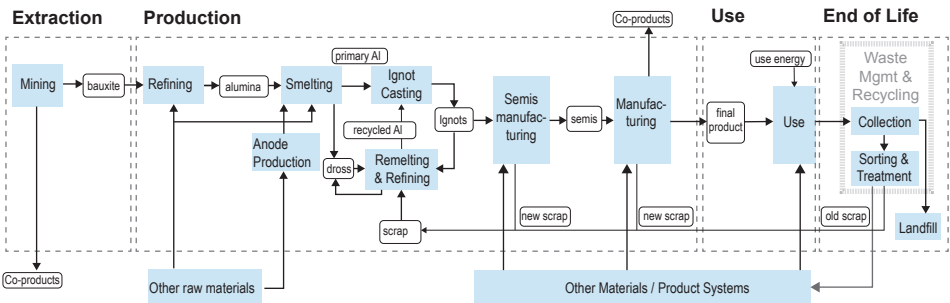 Extraction
Production
Use
End of Life
Co-products
primary Al
use energy
Waste
Mgmt &
Recycling
Mining
bauxite
Refining
alumina
Smelting
Ignot
Casting
Ignots
Semis
manufac-
turing
semis
Manufac-
turing
final
product
Use
Collection
recycled Al
Anode
Production
dross
Remelting
& Refining
Sorting &
Treatment
scrap
new scrap
new scrap
old scrap
Landfill
Co-products
Other raw materials
Other Materials / Product Systems